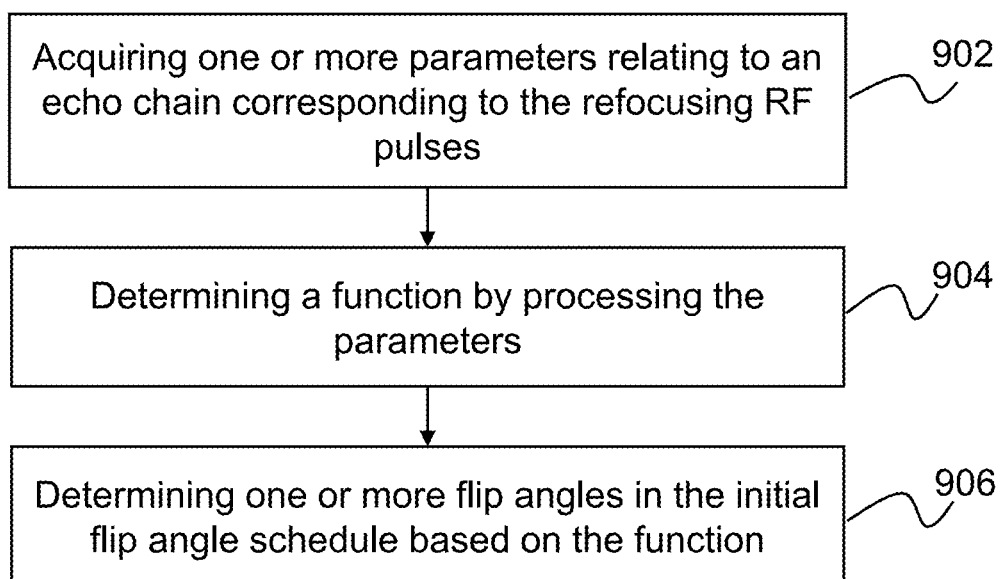 Acquiring one or more parameters relating to an
echo chain corresponding to the refocusing RF
pulses
902
Determining a function by processing the
parameters
904
Determining one or more flip angles in the initial
flip angle schedule based on the function
906